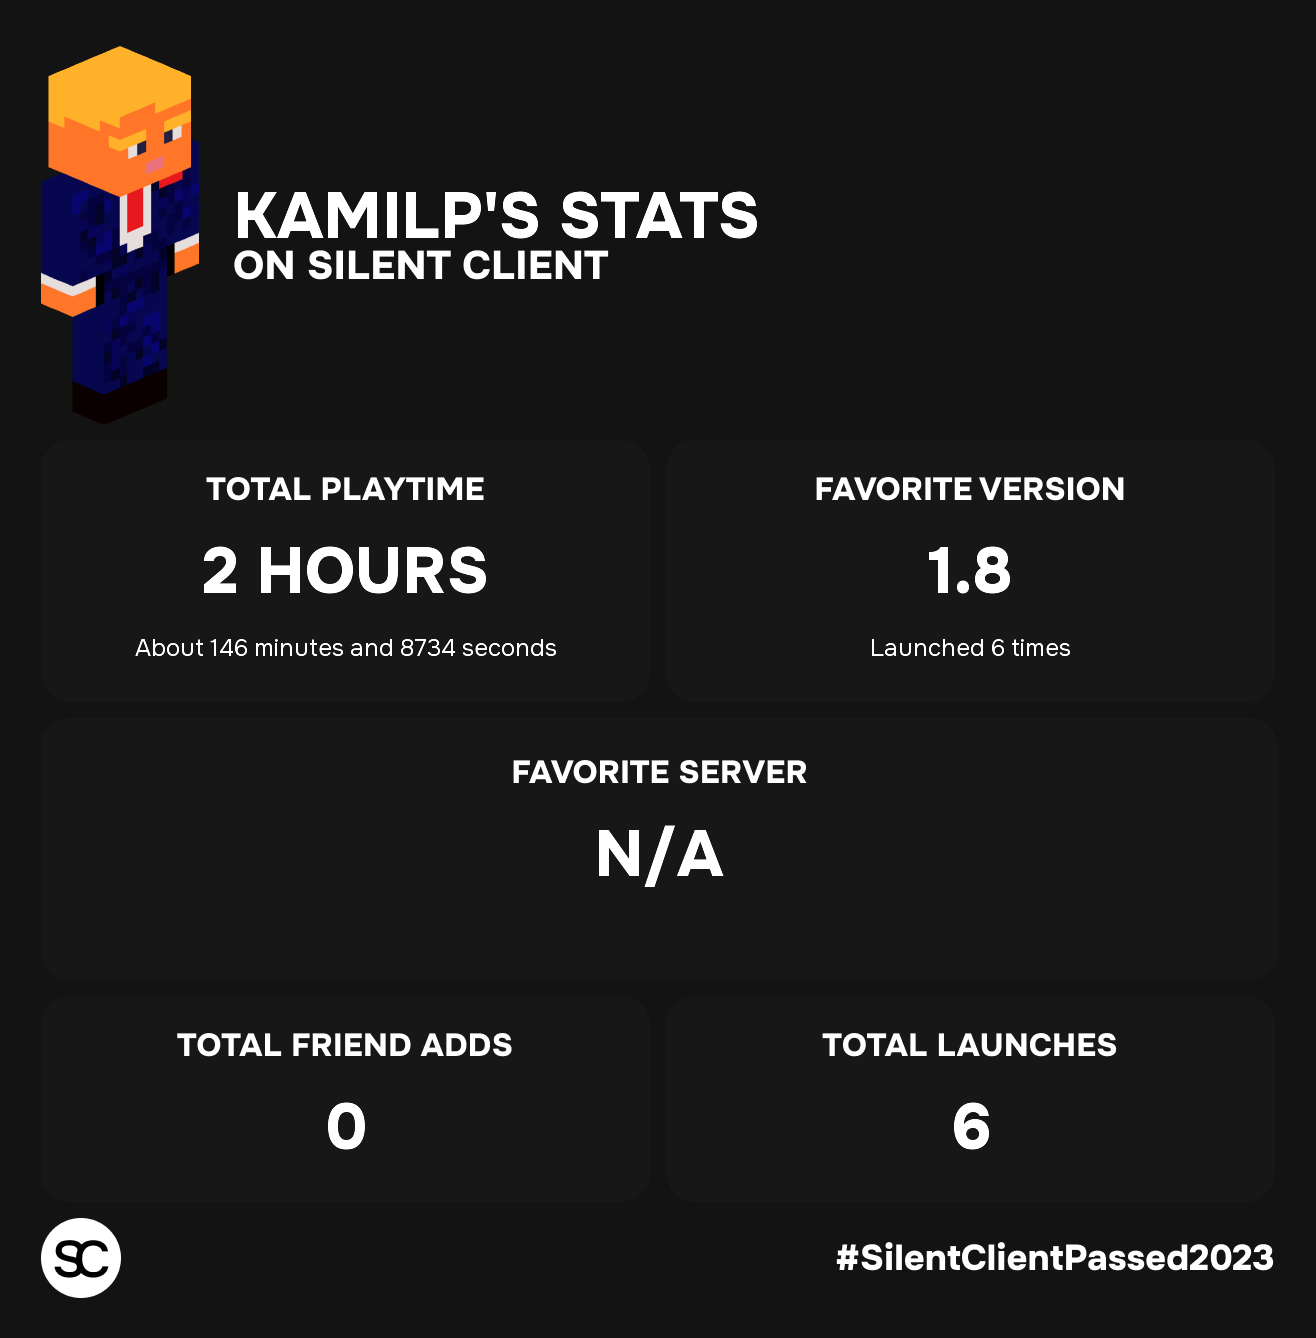 KAMILP'S STATS
ON SILENT CLIENT
TOTAL PLAYTIME
2 HOURS
About 146 minutes and 8734 seconds
FAVORITE VERSION
1.8
Launched 6 times
FAVORITE SERVER
N/A
TOTAL FRIEND ADDS
0
TOTAL LAUNCHES
6
SC
#SilentClientPassed2023